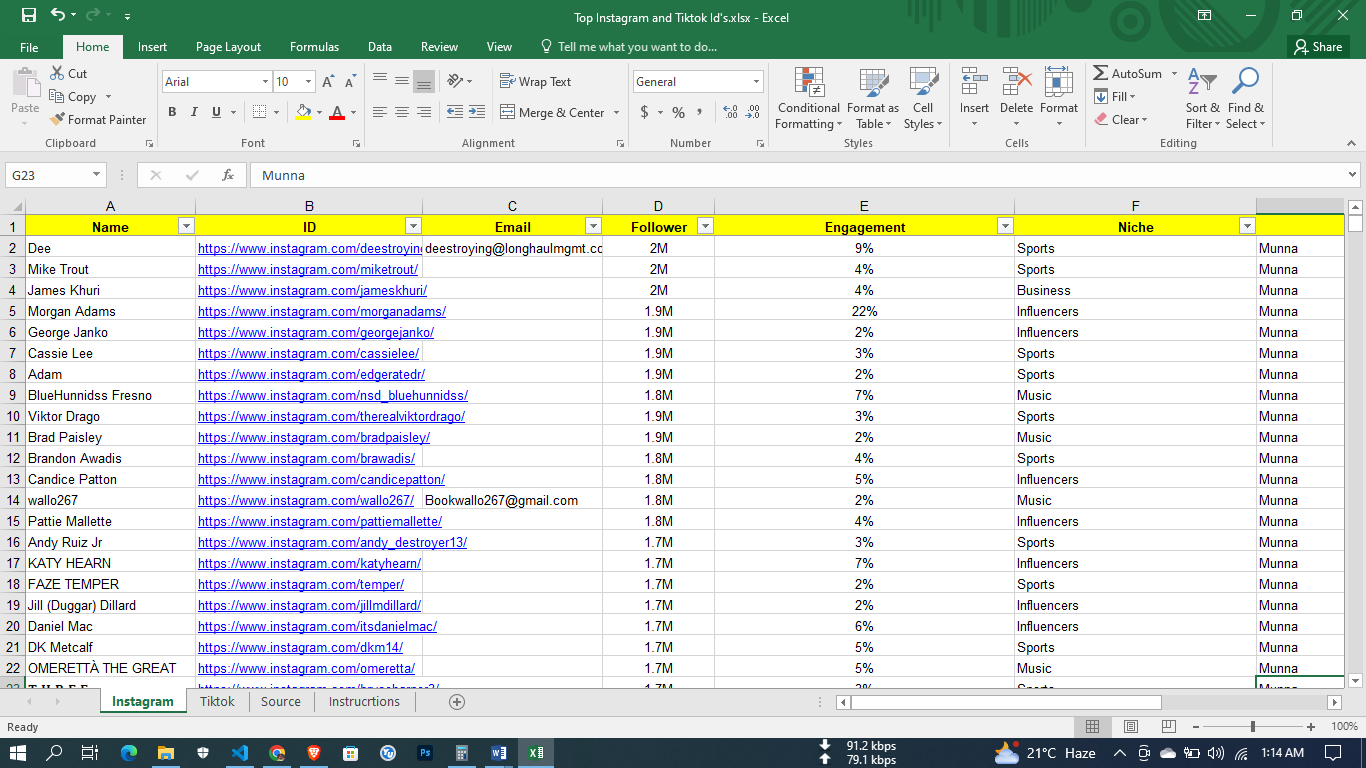 Top Instagram and Tiktok Id's.xlsx - Excel
File Home Insert Page Layout Formulas Data Review View Tell me what you want to do... Share
Paste Cut Copy Format Painter Clipboard
Arial 10 Font
Wrap Text Merge & Center Alignment
General $ % , Number
Conditional Formatting Format as Table Cell Styles Styles
Insert Delete Format Cells
AutoSum Fill Clear Sort & Filter Find & Select Editing
G23 fx Munna
A B C D E F
1 Name ID Email Follower Engagement Niche
2 Dee https://www.instagram.com/deestroying deestroying@longhaulmgmt.co 2M 9% Sports Munna
3 Mike Trout https://www.instagram.com/miketrout/ 2M 4% Sports Munna
4 James Khuri https://www.instagram.com/jameskhuri/ 2M 4% Business Munna
5 Morgan Adams https://www.instagram.com/morganadams/ 1.9M 22% Influencers Munna
6 George Janko https://www.instagram.com/georgejanko/ 1.9M 2% Influencers Munna
7 Cassie Lee https://www.instagram.com/cassielee/ 1.9M 3% Sports Munna
8 Adam https://www.instagram.com/edgeratedr/ 1.9M 2% Sports Munna
9 BlueHunnidss Fresno https://www.instagram.com/nsd_bluehunnidss/ 1.8M 7% Music Munna
10 Viktor Drago https://www.instagram.com/therealviktordrago/ 1.9M 3% Sports Munna
11 Brad Paisley https://www.instagram.com/bradpaisley/ 1.9M 2% Music Munna
12 Brandon Awadis https://www.instagram.com/brawadis/ 1.8M 4% Sports Munna
13 Candice Patton https://www.instagram.com/candicepatton/ 1.8M 5% Influencers Munna
14 wallo267 https://www.instagram.com/wallo267/ Bookwallo267@gmail.com 1.8M 2% Music Munna
15 Pattie Mallette https://www.instagram.com/pattiemallette/ 1.8M 4% Influencers Munna
16 Andy Ruiz Jr https://www.instagram.com/andy_destroyer13/ 1.7M 3% Sports Munna
17 KATY HEARN https://www.instagram.com/katyhearn/ 1.7M 7% Influencers Munna
18 FAZE TEMPER https://www.instagram.com/temper/ 1.7M 2% Sports Munna
19 Jill (Duggar) Dillard https://www.instagram.com/jillmdillard/ 1.7M 2% Influencers Munna
20 Daniel Mac https://www.instagram.com/itsdanielmac/ 1.7M 6% Influencers Munna
21 DK Metcalf https://www.instagram.com/dkm14/ 1.7M 5% Sports Munna
22 OMERETTÀ THE GREAT https://www.instagram.com/omeretta/ 1.7M 5% Music Munna
Instagram Tiktok Source Instrucrtions
Ready 100%
91.2 kbps
79.1 kbps
21°C Haze 1:14 AM